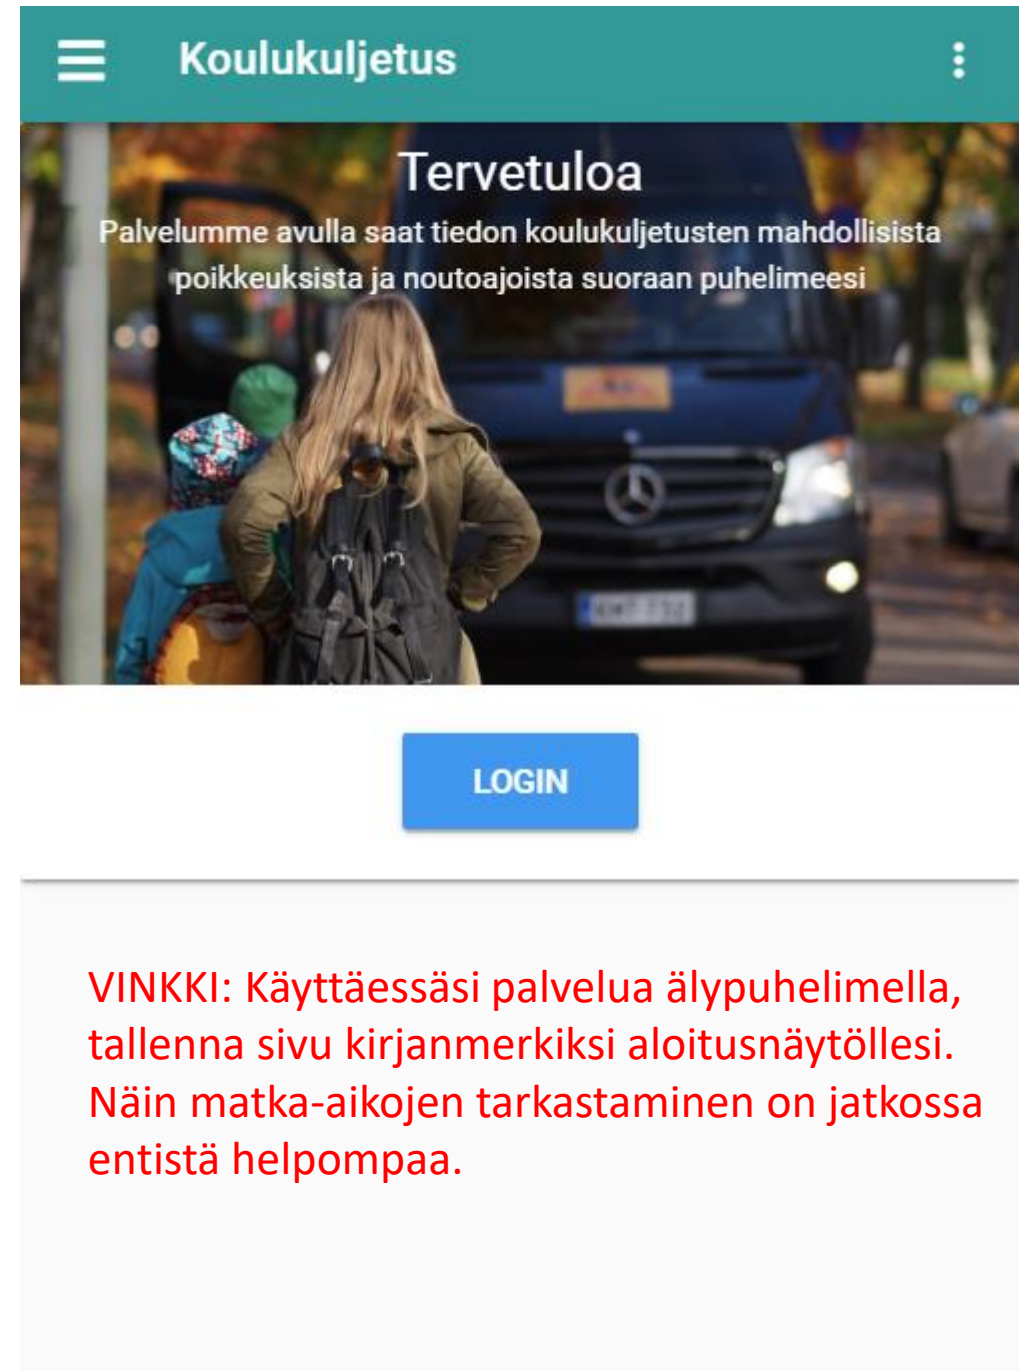 Koulukuljetus
Tervetuloa
Palvelumme avulla saat tiedon koulukuljetusten mahdollisista
poikkeuksista ja noutoajoista suoraan puhelimeesi
LOGIN
VINKKI: Käyttäessäsi palvelua älypuhelimella,
tallenna sivu kirjanmerkiksi aloitusnäytöllesi.
Näin matka-aikojen tarkastaminen on jatkossa
entistä helpompaa.